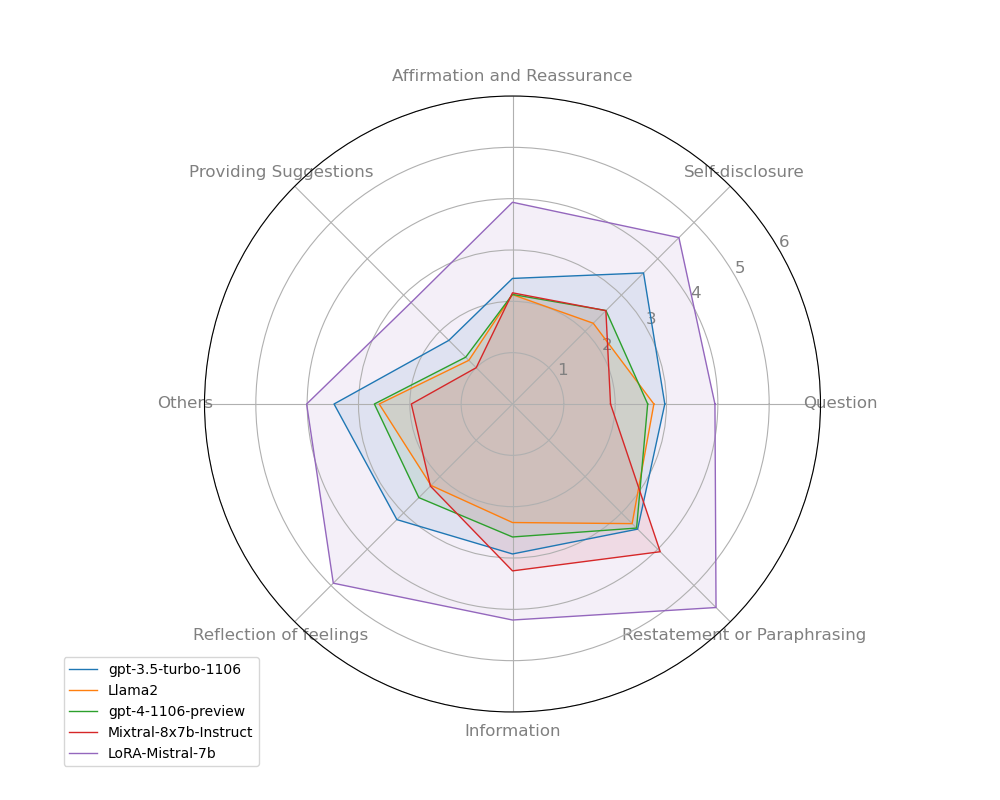 Affirmation and Reassurance
Providing Suggestions
Self-disclosure
6
5
4
3
2
1
Others
Question
Reflection of feelings
Restatement or Paraphrasing
Information
gpt-3.5-turbo-1106
Llama2
gpt-4-1106-preview
Mixtral-8x7b-Instruct
LoRA-Mistral-7b